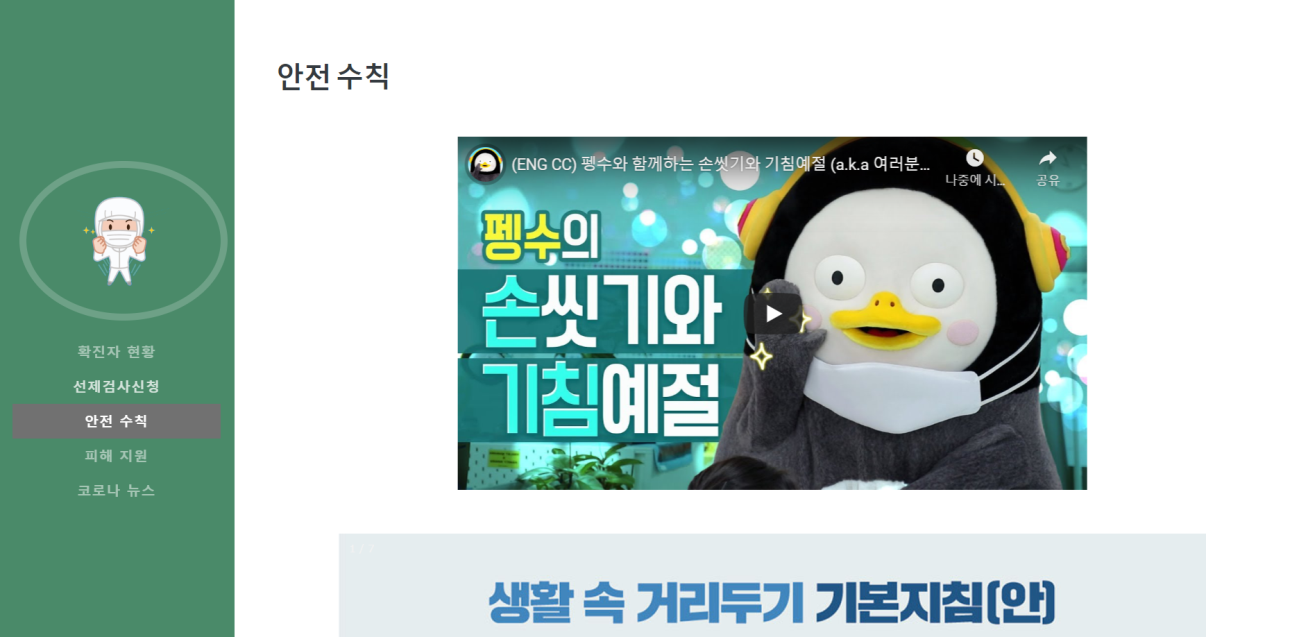 확진자 현황
선제검사신청
안전 수칙
피해 지원
코로나 뉴스
안전 수칙
(ENG CC) 펭수와 함께하는 손씻기와 기침예절 (a.k.a 여러분...
나중에 시...
공유
펭수의
손씻기와
기침예절
생활 속 거리두기 기본지침(안)